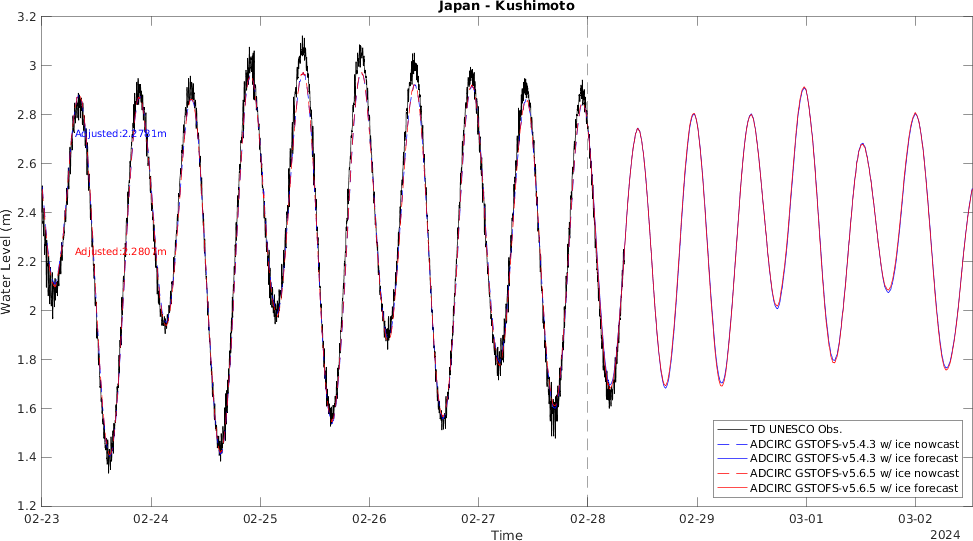 Japan - Kushimoto
3.2
3
2.8
2.6
2.4
2.2
2
1.8
1.6
1.4
1.2
Water Level (m)
Adjusted:2.2731m
Adjusted:2.2807m
TD UNESCO Obs.
ADCIRC GSTOFS-v5.4.3 w/ ice nowcast
ADCIRC GSTOFS-v5.4.3 w/ ice forecast
ADCIRC GSTOFS-v5.6.5 w/ ice nowcast
ADCIRC GSTOFS-v5.6.5 w/ ice forecast
02-23 02-24 02-25 02-26 02-27 02-28 02-29 03-01 03-02
Time
2024